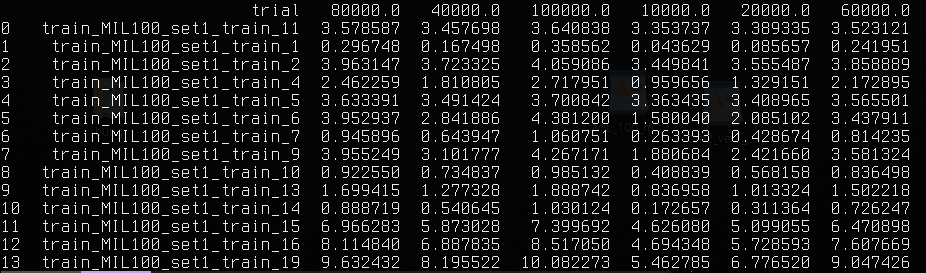 trial 80000.0 40000.0 100000.0 10000.0 20000.0 60000.0
0 train_MIL100_set1_train_11 3.578587 3.457698 3.640838 3.353737 3.389335 3.523121
1 train_MIL100_set1_train_1 0.296748 0.167498 0.358562 0.043629 0.085657 0.241951
2 train_MIL100_set1_train_2 3.963147 3.723325 4.059086 3.449841 3.555487 3.858889
3 train_MIL100_set1_train_4 2.462259 1.810805 2.717951 0.959656 1.329151 2.172895
4 train_MIL100_set1_train_5 3.633391 3.491424 3.700842 3.363435 3.408965 3.565501
5 train_MIL100_set1_train_6 3.952937 2.841886 4.381200 1.580040 2.085102 3.437911
6 train_MIL100_set1_train_7 0.945896 0.643947 1.060751 0.263393 0.428674 0.814235
7 train_MIL100_set1_train_9 3.955249 3.101777 4.267171 1.880684 2.421660 3.581324
8 train_MIL100_set1_train_10 0.922550 0.734837 0.985132 0.408839 0.568158 0.836498
9 train_MIL100_set1_train_13 1.699415 1.277328 1.888742 0.836958 1.013324 1.502218
10 train_MIL100_set1_train_14 0.888719 0.540645 1.030124 0.172657 0.311364 0.726247
11 train_MIL100_set1_train_15 6.966283 5.873028 7.399692 4.626080 5.099055 6.470898
12 train_MIL100_set1_train_16 8.114840 6.887835 8.517050 4.694348 5.728593 7.607669
13 train_MIL100_set1_train_19 9.632432 8.195522 10.082273 5.462785 6.776520 9.047426